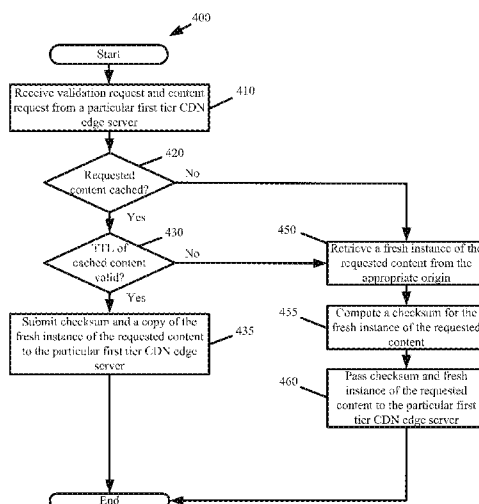 400
Start
Receive validation request and content
request from a particular first tier CDN
edge server
410
420
Requested
content cached?
No
Yes
430
TTL of
cached content
valid?
No
Yes
450
Retrieve a fresh instance of the
requested content from the
appropriate origin
Submit checksum and a copy of the
fresh instance of the requested content
to the particular first tier CDN edge
server
435
455
Compute a checksum for the
fresh instance of the requested
content
460
Pass checksum and fresh
instance of the requested
content to the particular first
tier CDN edge server
End